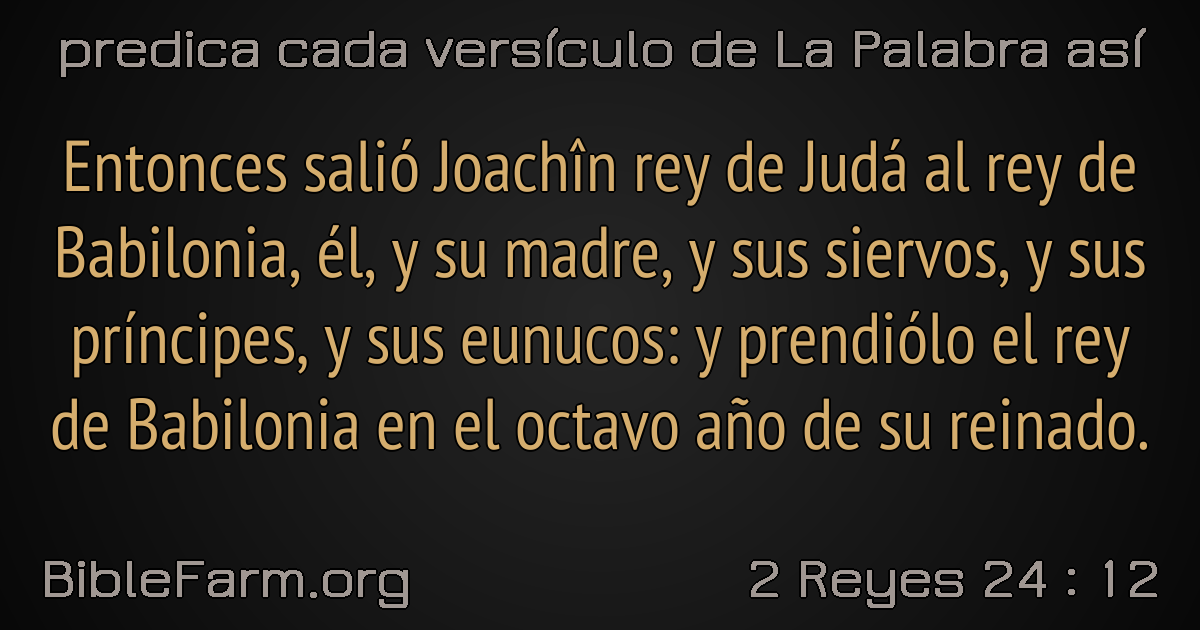 predica cada versículo de La Palabra así
Entonces salió Joachîn rey de Judá al rey de
Babilonia, él, y su madre, y sus siervos, y sus
príncipes, y sus eunucos: y prendiólo el rey
de Babilonia en el octavo año de su reinado.
BibleFarm.org
2 Reyes 24 : 12